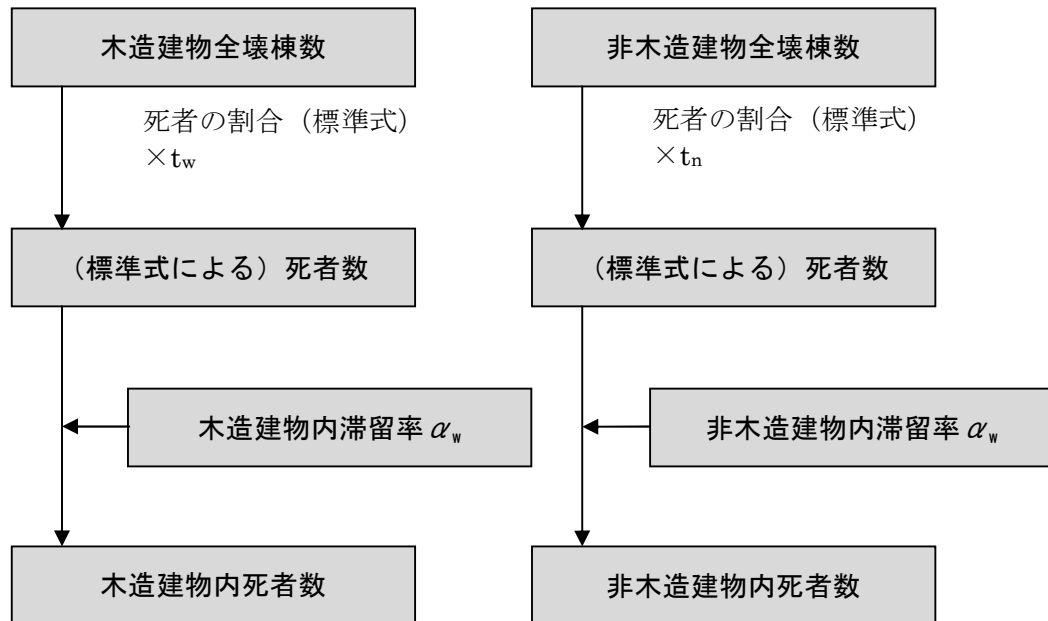 木造建物全壊棟数
死者の割合（標準式）
×tw
（標準式による）死者数
木造建物内滞留率αw
木造建物内死者数
非木造建物全壊棟数
死者の割合（標準式）
×tn
（標準式による）死者数
非木造建物内滞留率αw
非木造建物内死者数